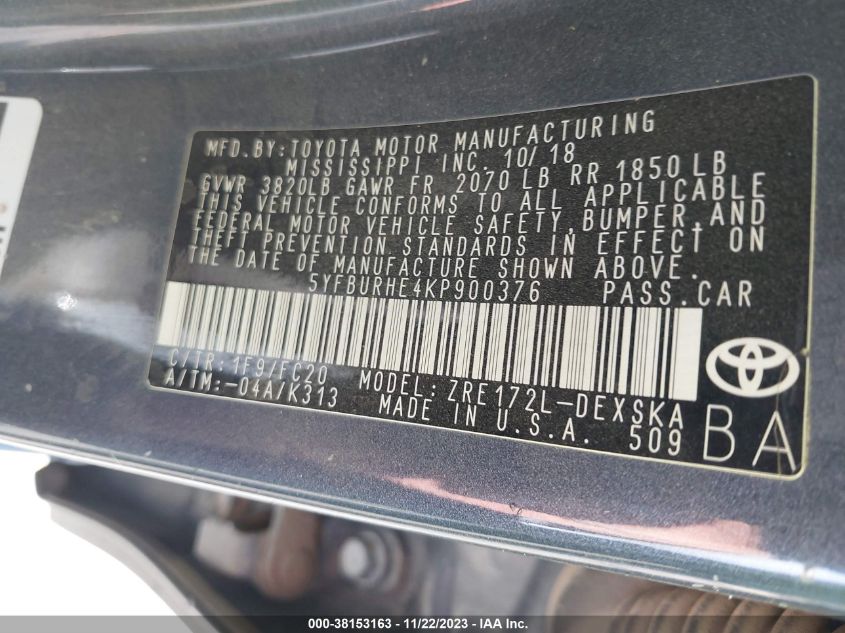 MFD.BY:TOYOTA MOTOR MANUFACTURING
MISSISSIPPI INC. 10/18
GVWR 3820LB GAWR FR 2070 LB RR 1850 LB
THIS VEHICLE CONFORMS TO ALL APPLICABLE
FEDERAL MOTOR VEHICLE SAFETY,BUMPER,AND
THEFT PREVENTION STANDARDS IN EFFECT ON
THE DATE OF MANUFACTURE SHOWN ABOVE.
5YFBURHE4KP900376 PASS.CAR
C/TR:1F9/FC20
A/TM:-04A/K313
MODEL:ZRE172L-DEXSKA
MADE IN U.S.A. 509
BA
000-38153163 - 11/22/2023 - IAA Inc.